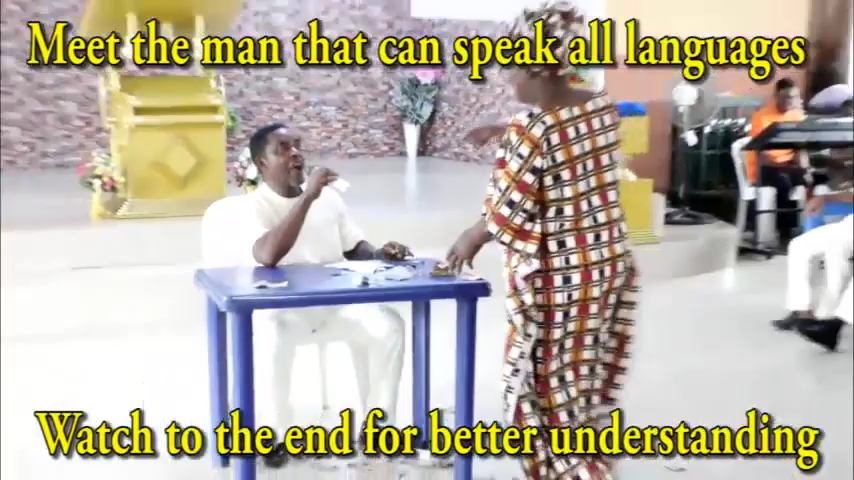 Meet the man that can speak all languages
Watch to the end for better understanding